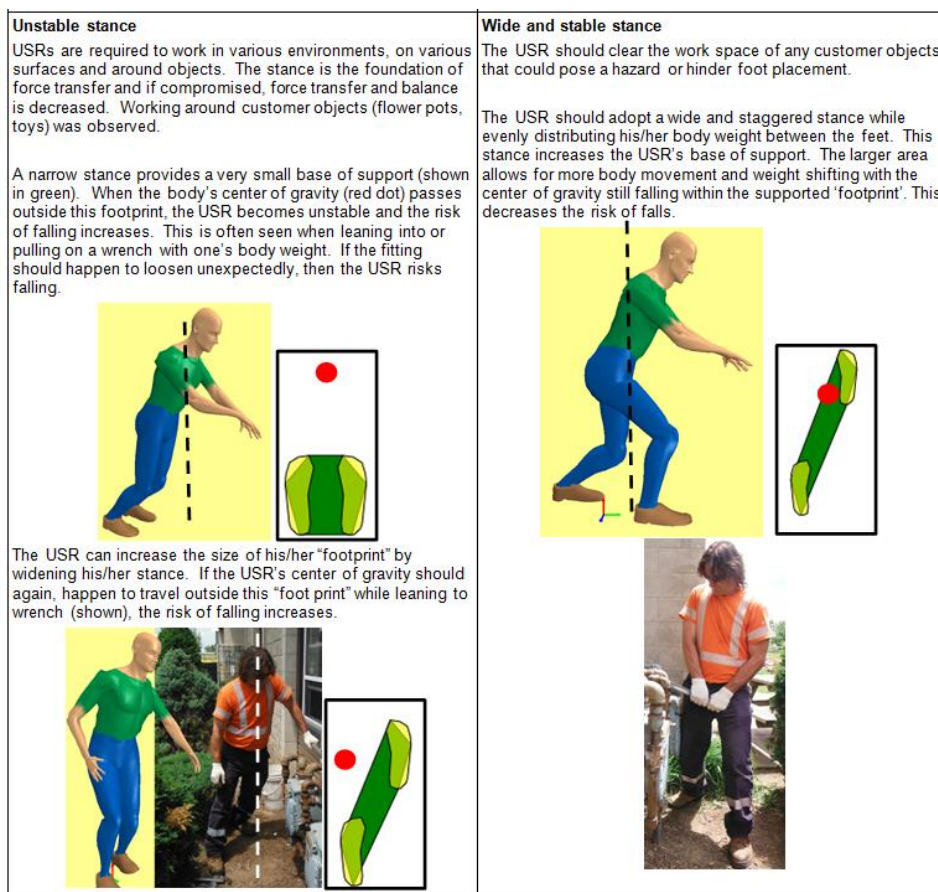 Unstable stance
USRs are required to work in various environments, on various
surfaces and around objects.  The stance is the foundation of
force transfer and if compromised, force transfer and balance
is decreased.  Working around customer objects (flower pots,
toys) was observed.
A narrow stance provides a very small base of support (shown
in green).  When the body's center of gravity (red dot) passes
outside this footprint, the USR becomes unstable and the risk
of falling increases.  This is often seen when leaning into or
pulling on a wrench with one's body weight.  If the fitting
should happen to loosen unexpectedly, then the USR risks
falling.
The USR can increase the size of his/her “footprint” by
widening his/her stance.  If the USR's center of gravity should
again, happen to travel outside this “foot print” while leaning to
wrench (shown), the risk of falling increases.
Wide and stable stance
The USR should clear the work space of any customer objects
that could pose a hazard or hinder foot placement.
The USR should adopt a wide and staggered stance while
evenly distributing his/her body weight between the feet.  This
stance increases the USR's base of support.  The larger area
allows for more body movement and weight shifting with the
center of gravity still falling within the supported ‘footprint’.  This
decreases the risk of falls.